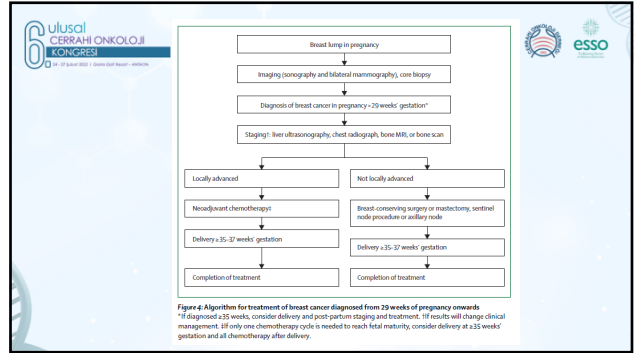 6.
ulusal
CERRAHİ ONKOLOJİ
KONGRESİ
Breast lump in pregnancy
Imaging (sonography and bilateral mammography), core biopsy
Diagnosis of breast cancer in pregnancy ≥29 weeks' gestation*
Staging†: liver ultrasonography, chest radiograph, bone MRI, or bone scan
Locally advanced
Not locally advanced
Neoadjuvant chemotherapy‡
Breast-conserving surgery or mastectomy, sentinel
node procedure or axillary node
Delivery ≥35–37 weeks' gestation
Delivery ≥35–37 weeks' gestation
Completion of treatment
Completion of treatment
Figure 4: Algorithm for treatment of breast cancer diagnosed from 29 weeks of pregnancy onwards
*If diagnosed ≥35 weeks, consider delivery and post-partum staging and treatment. †If results will change clinical
management. ‡If only one chemotherapy cycle is needed to reach fetal maturity, consider delivery at ≥35 weeks'
gestation and all chemotherapy after delivery.
esso